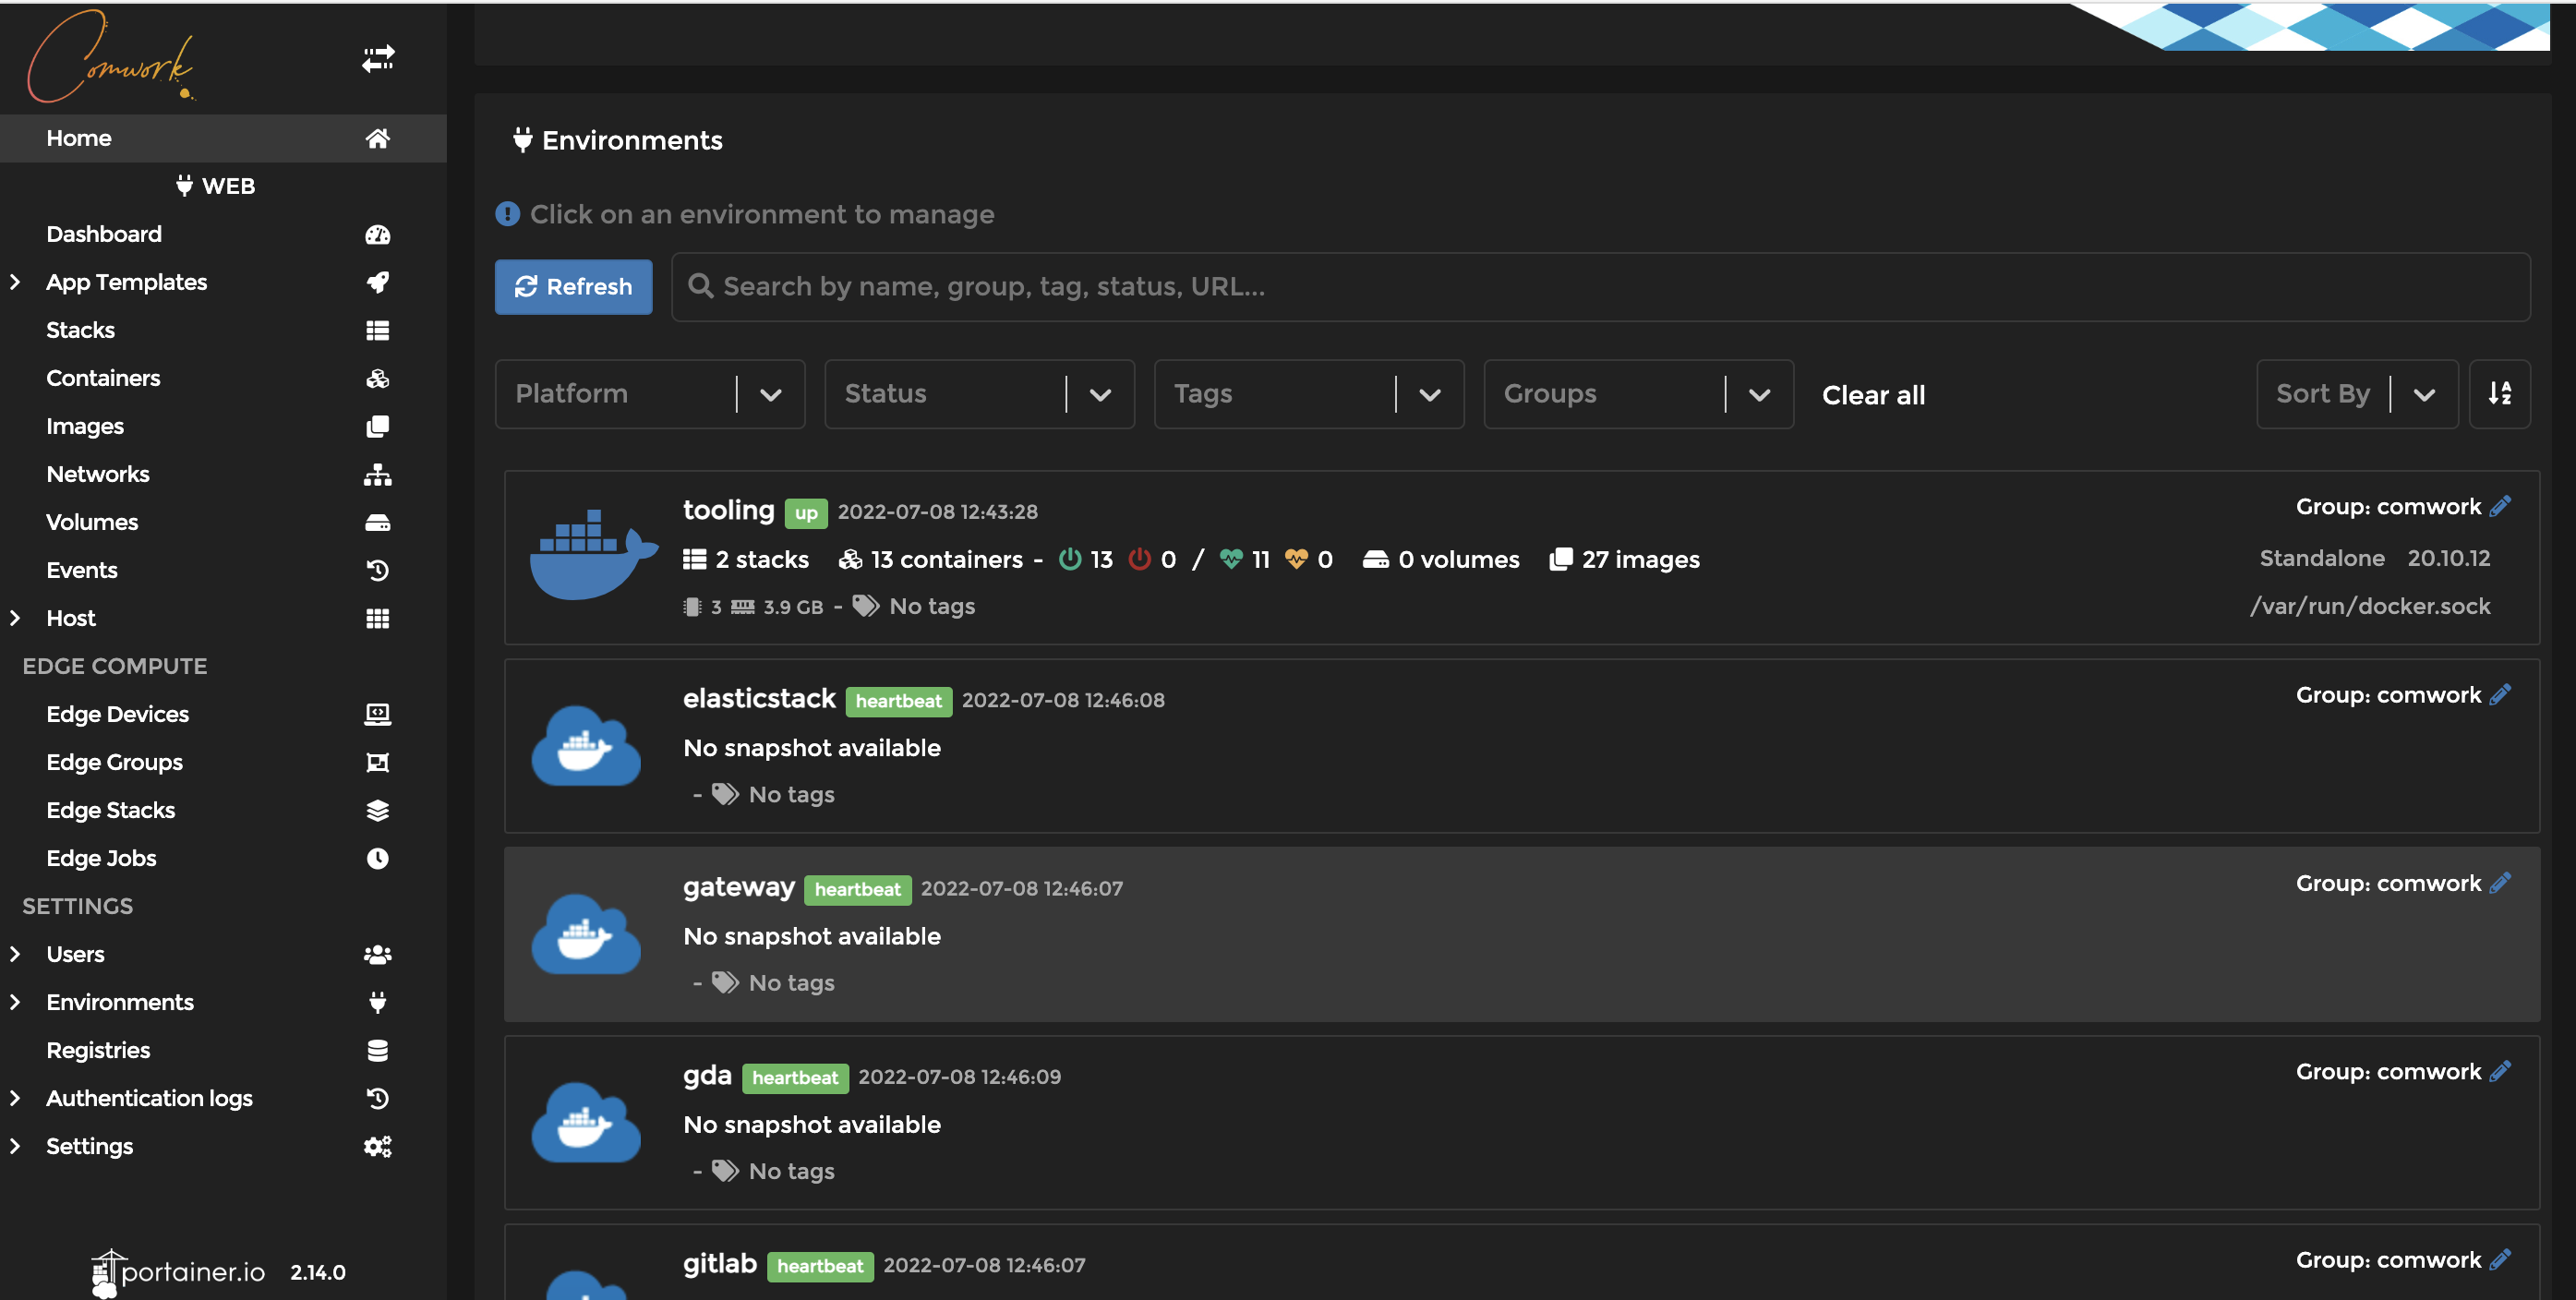 Comwork
Home
WEB
Dashboard
App Templates
Stacks
Containers
Images
Networks
Volumes
Events
Host
EDGE COMPUTE
Edge Devices
Edge Groups
Edge Stacks
Edge Jobs
SETTINGS
Users
Environments
Registries
Authentication logs
Settings
portainer.io 2.14.0
Environments
Click on an environment to manage
Refresh
Search by name, group, tag, status, URL...
Platform Status Tags Groups Clear all Sort By
tooling up 2022-07-08 12:43:28 Group: comwork
2 stacks 13 containers - 13 0 / 11 0 0 volumes 27 images Standalone 20.10.12
3 3.9 GB - No tags /var/run/docker.sock
elasticstack heartbeat 2022-07-08 12:46:08 Group: comwork
No snapshot available
- No tags
gateway heartbeat 2022-07-08 12:46:07 Group: comwork
No snapshot available
- No tags
gda heartbeat 2022-07-08 12:46:09 Group: comwork
No snapshot available
- No tags
gitlab heartbeat 2022-07-08 12:46:07 Group: comwork